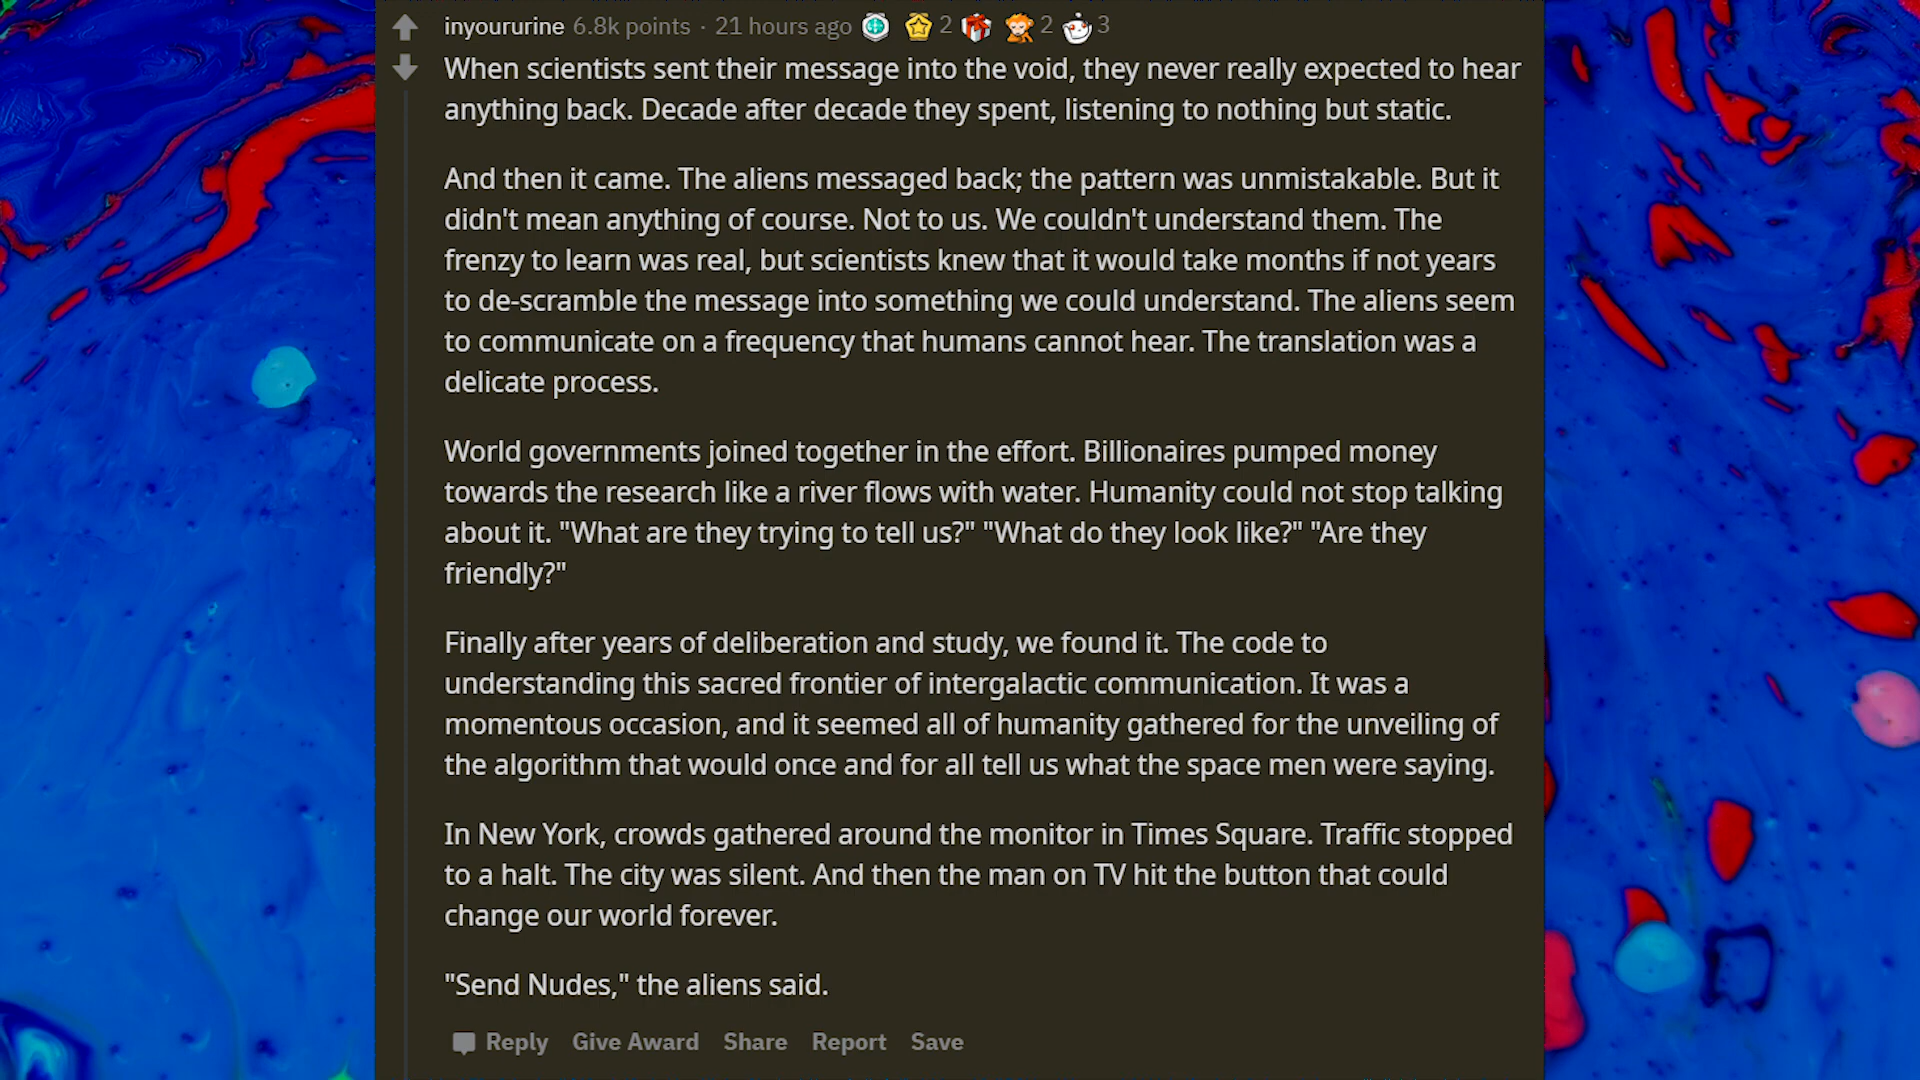 inyoururine 6.8k points · 21 hours ago 2 2 3
When scientists sent their message into the void, they never really expected to hear
anything back. Decade after decade they spent, listening to nothing but static.
And then it came. The aliens messaged back; the pattern was unmistakable. But it
didn't mean anything of course. Not to us. We couldn't understand them. The
frenzy to learn was real, but scientists knew that it would take months if not years
to de-scramble the message into something we could understand. The aliens seem
to communicate on a frequency that humans cannot hear. The translation was a
delicate process.
World governments joined together in the effort. Billionaires pumped money
towards the research like a river flows with water. Humanity could not stop talking
about it. "What are they trying to tell us?" "What do they look like?" "Are they
friendly?"
Finally after years of deliberation and study, we found it. The code to
understanding this sacred frontier of intergalactic communication. It was a
momentous occasion, and it seemed all of humanity gathered for the unveiling of
the algorithm that would once and for all tell us what the space men were saying.
In New York, crowds gathered around the monitor in Times Square. Traffic stopped
to a halt. The city was silent. And then the man on TV hit the button that could
change our world forever.
"Send Nudes," the aliens said.
Reply Give Award Share Report Save